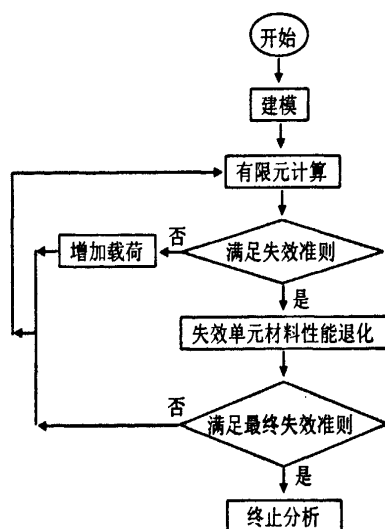 开始
建模
有限元计算
增加载荷
否
满足失效准则
是
失效单元材料性能退化
否
满足最终失效准则
是
终止分析